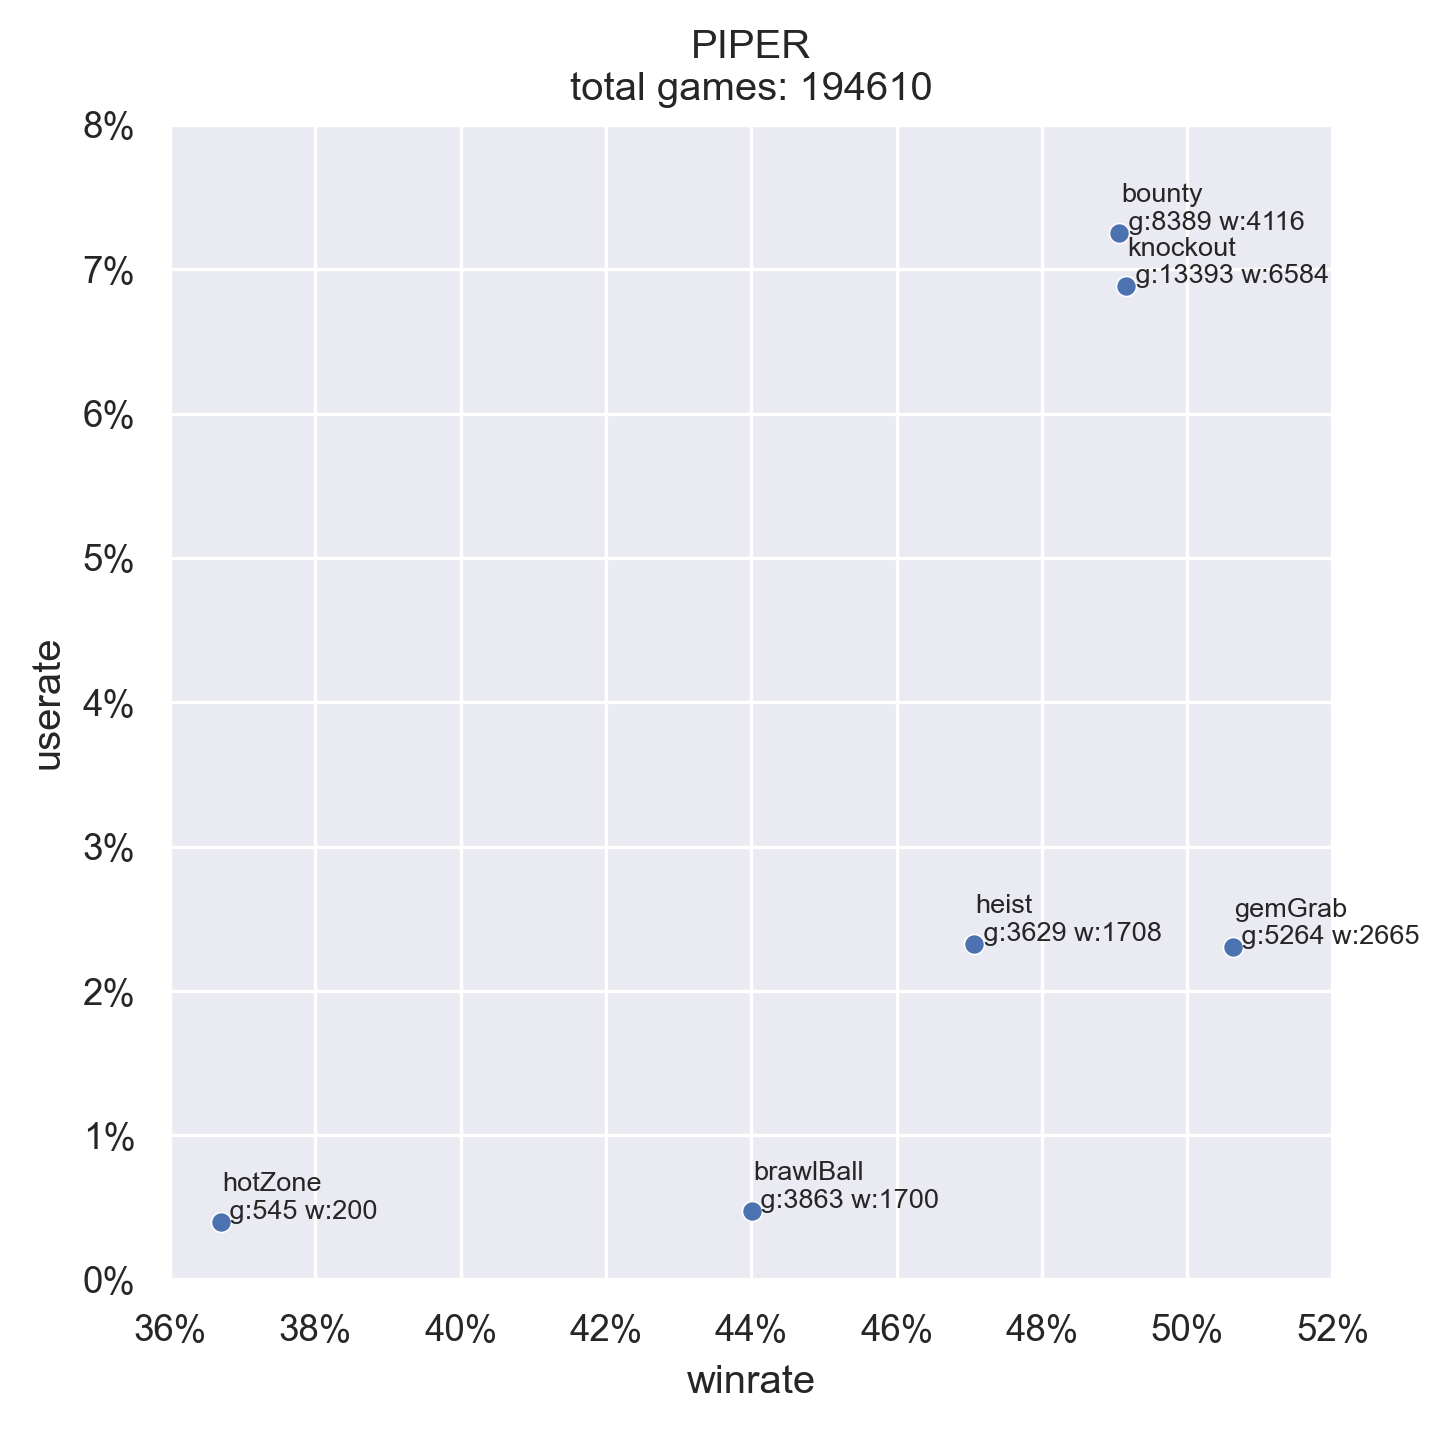 PIPER
total games: 194610
8%
7%
6%
5%
4%
3%
2%
1%
0%
userate
bounty
g:8389 w:4116
knockout
g:13393 w:6584
heist
g:3629 w:1708
gemGrab
g:5264 w:2665
hotZone
g:545 w:200
brawlBall
g:3863 w:1700
36% 38% 40% 42% 44% 46% 48% 50% 52%
winrate